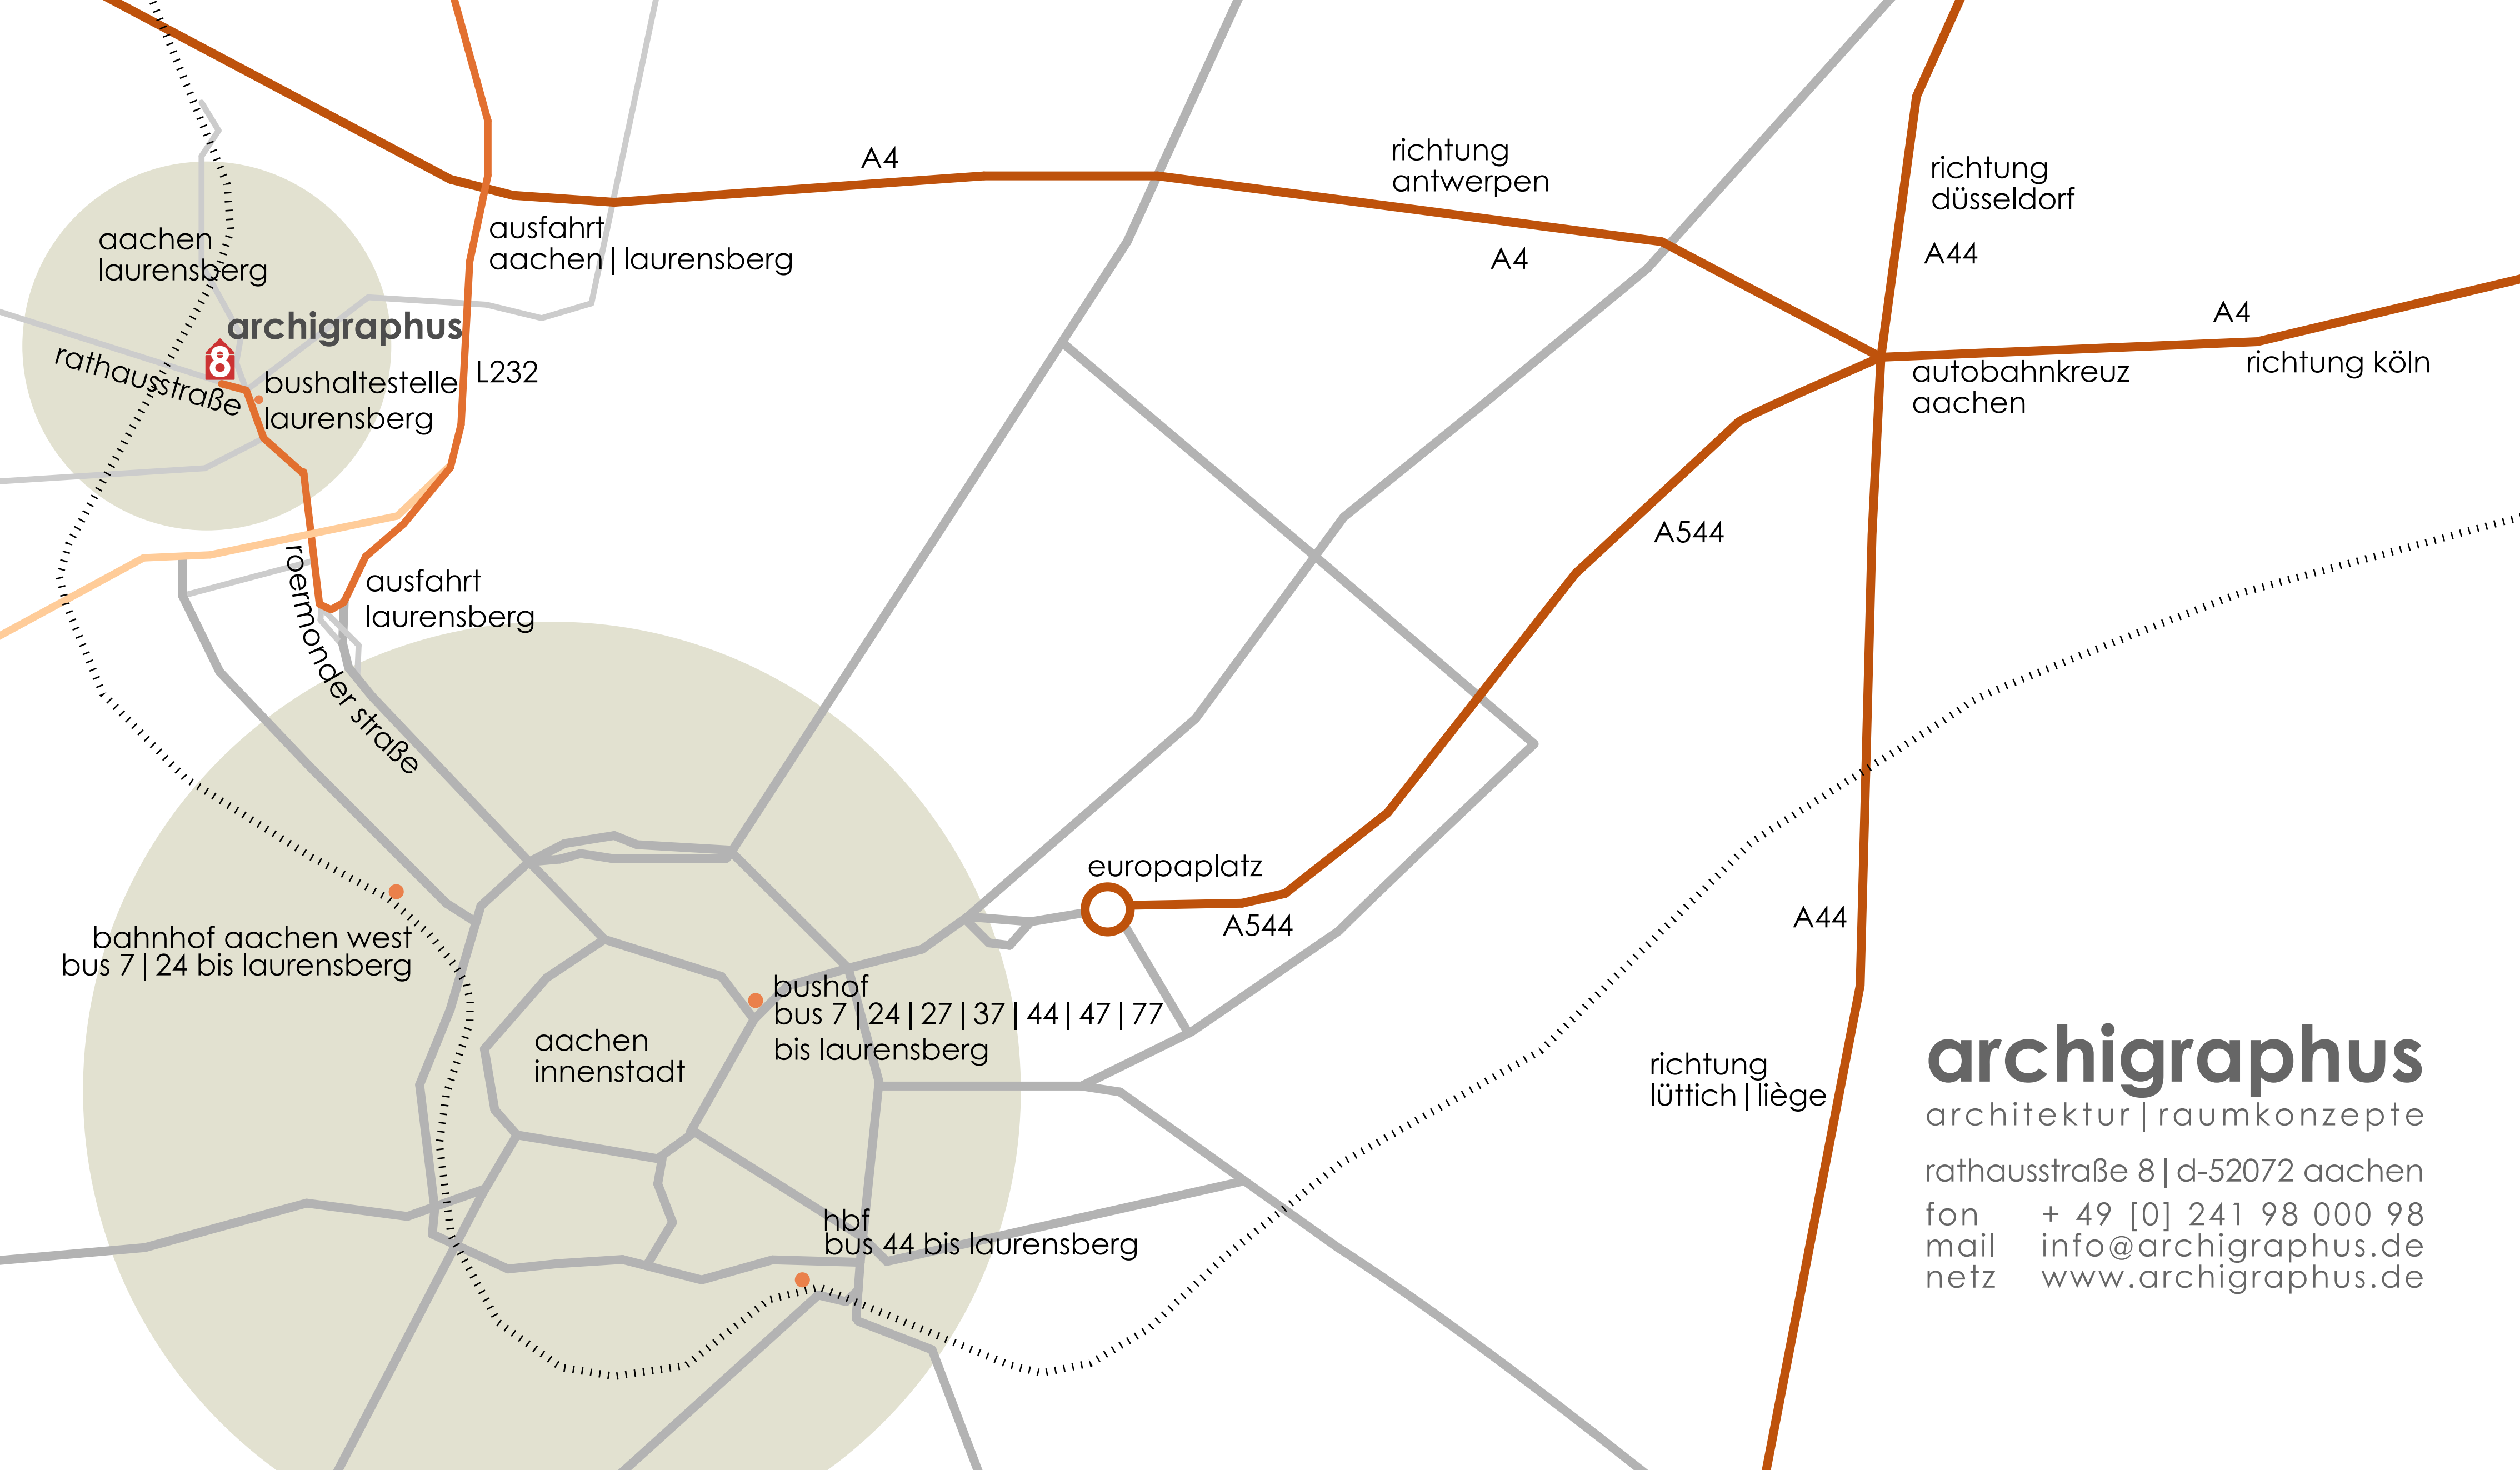 A4
richtung
antwerpen
richtung
düsseldorf
ausfahrt
aachen|laurensberg
aachen
laurensberg
A4
A44
A4
archigraphus
8
rathausstraße
bushaltestelle
laurensberg
L232
autobahnkreuz
aachen
richtung köln
A544
roermonder straße
ausfahrt
laurensberg
europaplatz
A544
A44
bahnhof aachen west
bus 7|24 bis laurensberg
bushof
bus 7|24|27|37|44|47|77
bis laurensberg
aachen
innenstadt
richtung
lüttich|liège
hbf
bus 44 bis laurensberg
archigraphus
architektur|raumkonzepte
rathausstraße 8|d-52072 aachen
fon + 49 [0] 241 98 000 98
mail info@archigraphus.de
netz www.archigraphus.de